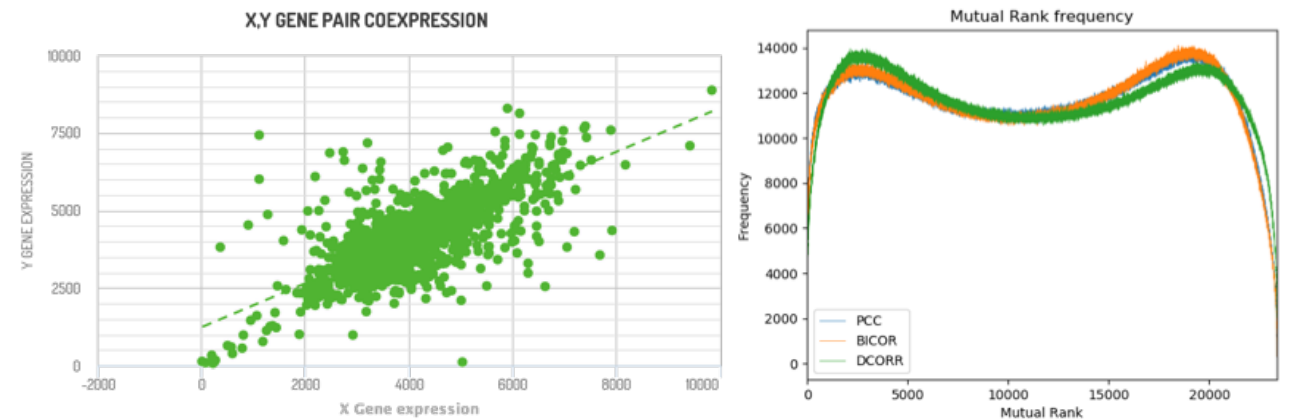 X,Y GENE PAIR COEXPRESSION
Y GENE EXPRESSION
10000
7500
5000
2500
0
-2000 0 2000 4000 6000 8000 10000
X Gene expression
Mutual Rank frequency
Frequency
14000
12000
10000
8000
6000
4000
2000
0
PCC
BICOR
DCORR
0 5000 10000 15000 20000
Mutual Rank